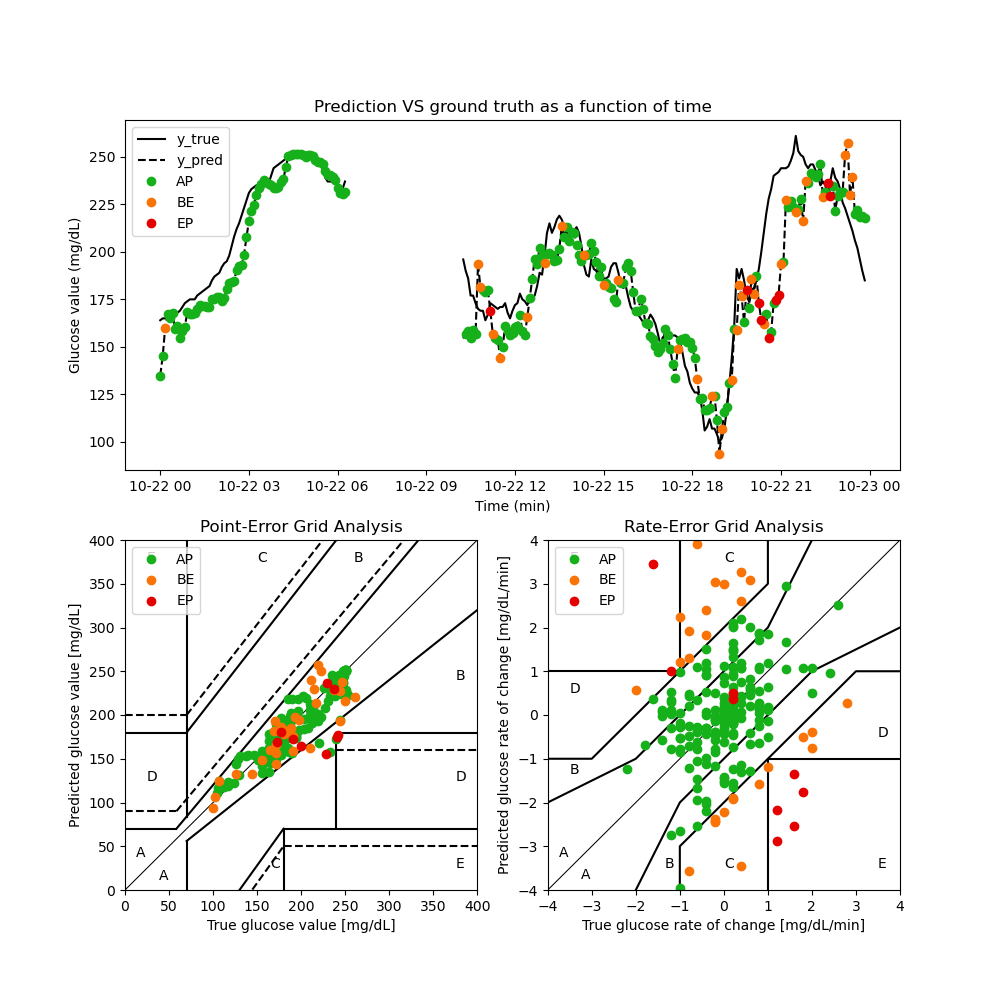 Prediction VS ground truth as a function of time
Glucose value (mg/dL)
250
225
200
175
150
125
100
y_true
y_pred
AP
BE
EP
10-22 00 10-22 03 10-22 06 10-22 09 10-22 12 10-22 15 10-22 18 10-22 21 10-23 00
Time (min)
Point-Error Grid Analysis
Predicted glucose value [mg/dL]
400
350
300
250
200
150
100
50
0
AP
BE
EP
C B
B
D D
A
A
C E
0 50 100 150 200 250 300 350 400
True glucose value [mg/dL]
Rate-Error Grid Analysis
Predicted glucose rate of change [mg/dL/min]
4
3
2
1
0
−1
−2
−3
−4
AP
BE
EP
C
D
D
B
A
A
B C E
−4 −3 −2 −1 0 1 2 3 4
True glucose rate of change [mg/dL/min]